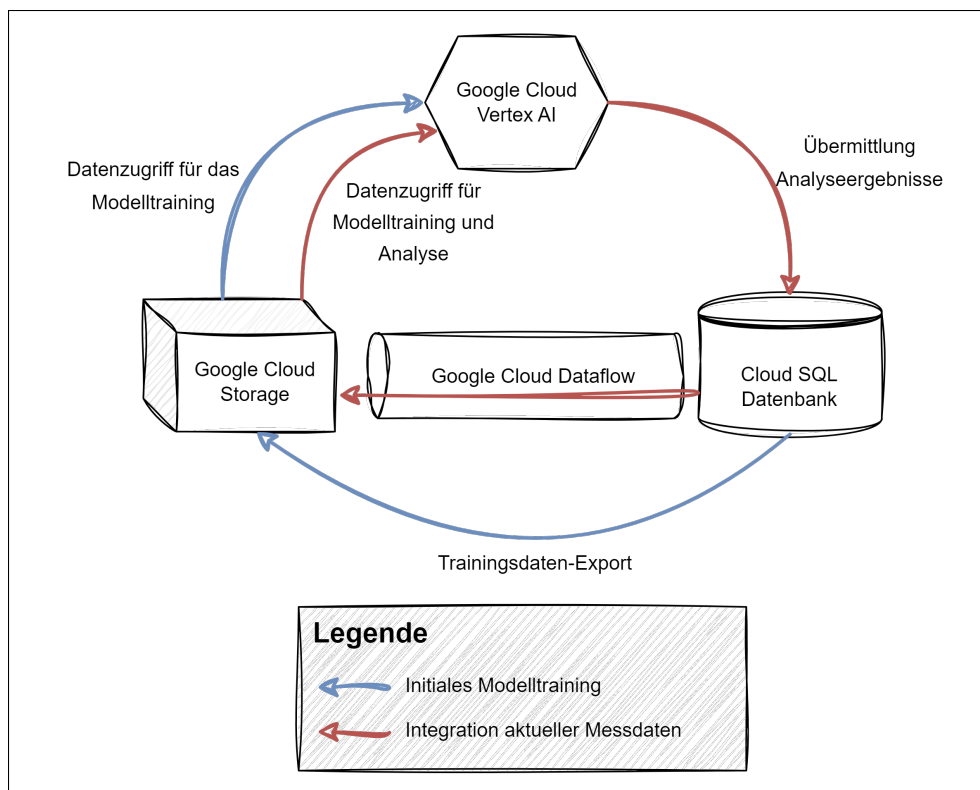 Google Cloud
Vertex AI
Übermittlung
Analyseergebnisse
Datenzugriff für das
Modelltraining
Datenzugriff für
Modelltraining und
Analyse
Google Cloud
Storage
Google Cloud Dataflow
Cloud SQL
Datenbank
Trainingsdaten-Export
Legende
Initiales Modelltraining
Integration aktueller Messdaten